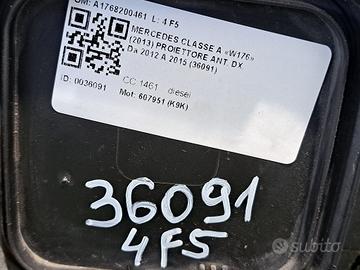 OM: A1768200461 L: 4 F5
MERCEDES CLASSE A «W176»
(2013) PROIETTORE ANT. DX
Da 2012 A 2015 (36091)
ID: 0036091
CC 1461 diesel
Mot: 607951 (K9K)
36091
4F5
subito